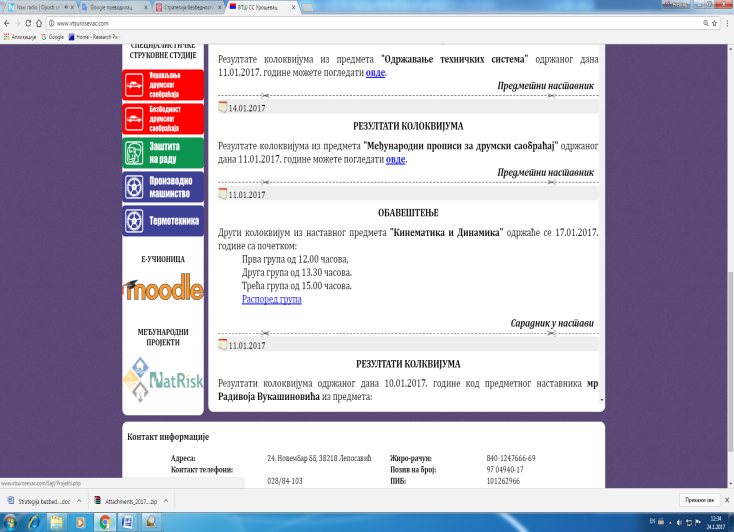 Naxi radio | Opusti se
Google преводилац
Стратегија безбедност
ВТШ СС Урошевац
www.vtsurosevac.com
Апликације
Google
Home - Research Par
СПЕЦИЈАЛИСТИЧКЕ
СТРУКОВНЕ СТУДИЈЕ
Управљање
друмског
саобраћаја
Безбедност
друмског
саобраћаја
Заштита
на раду
Производно
машинство
Термотехника
Е-УЧИОНИЦА
moodle
МЕЂУНАРОДНИ
ПРОЈЕКТИ
NatRisk
Резултате колоквијума из предмета "Одржавање техничких система" одржаног дана
11.01.2017. године можете погледати овде.
Предметни наставник
14.01.2017
РЕЗУЛТАТИ КОЛОКВИЈУМА
Резултате колоквијума из предмета "Међународни прописи за друмски саобраћај" одржаног
дана 11.01.2017. године можете погледати овде.
Предметни наставник
11.01.2017
ОБАВЕШТЕЊЕ
Други колоквијум из наставног предмета "Кинематика и Динамика" одржаће се 17.01.2017.
године са почетком:
Прва група од 12.00 часова,
Друга група од 13.30 часова.
Трећа група од 15.00 часова.
Распоред група
Сарадник у настави
11.01.2017
РЕЗУЛТАТИ КОЛКВИЈУМА
Резултати колоквијума одржаног дана 10.01.2017. године код предметног наставника мр
Радивоја Вукашиновића из предмета:
Контакт информације
Адреса: 24. Новембар бб, 38218 Лепосавић Жиро-рачун: 840-1247666-69
Контакт телефони: Позив на број: 97 04940-17
028/84-103 ПИБ: 101262966
www.vtsurosevac.com/Sajt/Projekti.php
Strategija bezbed....doc
Attachments_2017....zip
Прикажи све
EN
12:34
24.1.2017